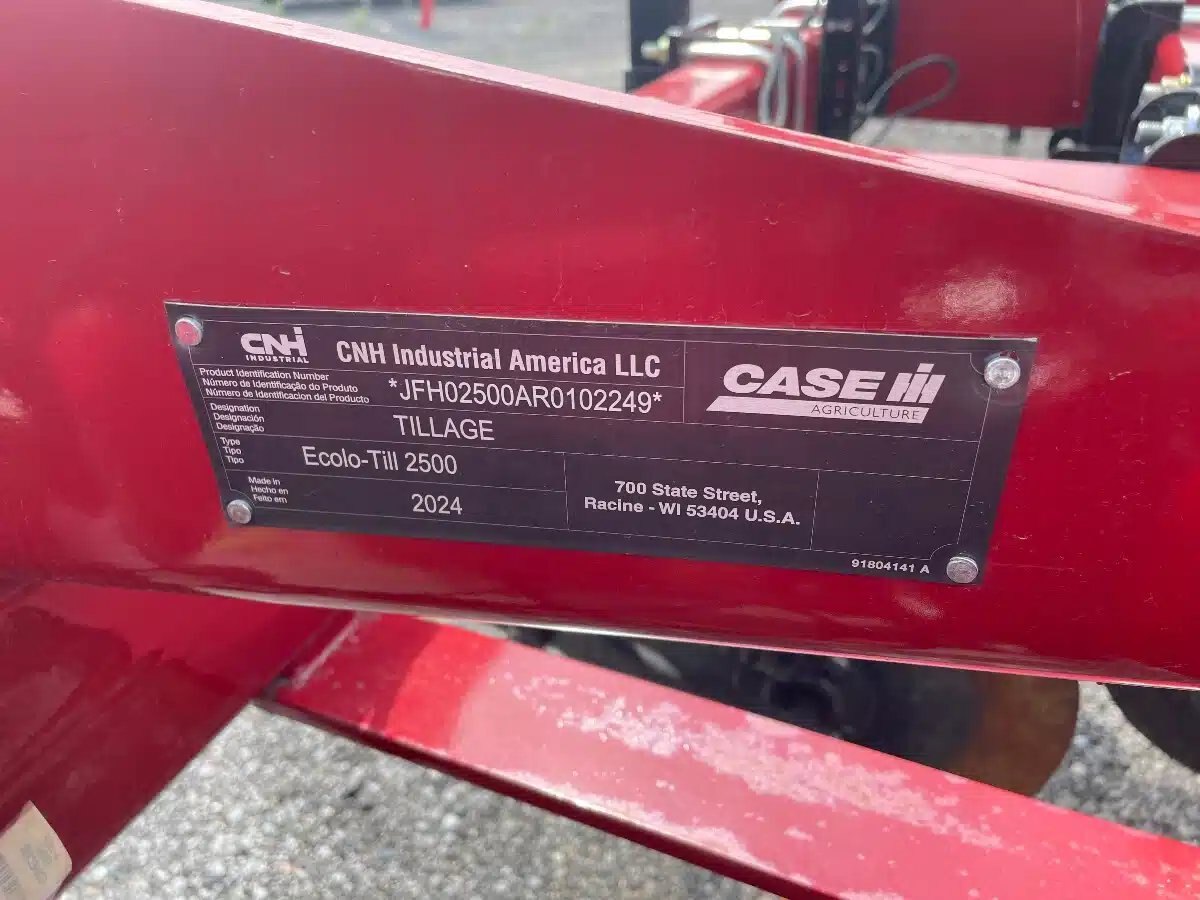 CNH
INDUSTRIAL
CNH Industrial America LLC
Product Identification Number
Número de Identificação do Produto
Número de Identificacion del Producto
*JFH02500AR0102249*
CASE IH
AGRICULTURE
Designation
Designación
Designação
TILLAGE
Type
Tipo
Tipo
Ecolo-Till 2500
Made in
Hecho en
Feito em
2024
700 State Street,
Racine - WI 53404 U.S.A.
91804141 A